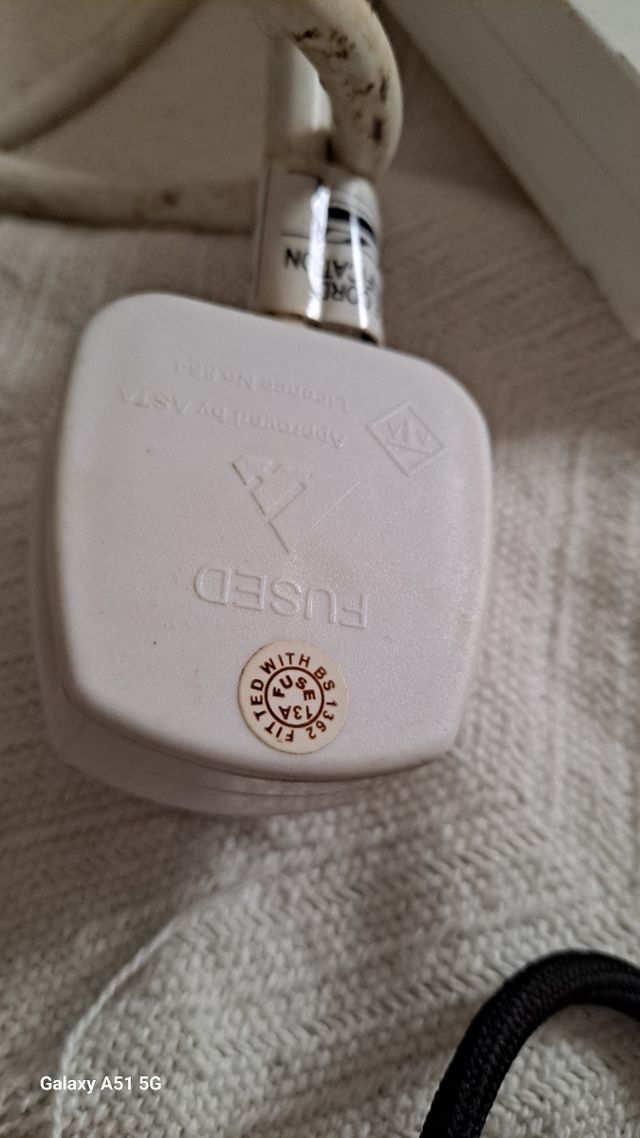 Approved by ASTA
Licence No.
FUSED
FITTED WITH BS 1362
FUSE
13A
Galaxy A51 5G